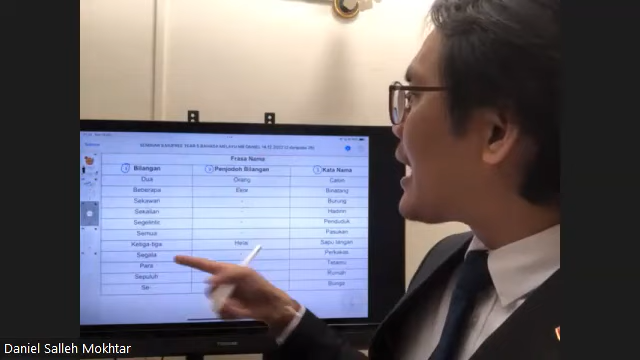 Frasa Nama
Bilangan Penjodoh Bilangan Kata Nama
Dua Orang Calon
Beberapa Ekor Binatang
Sekawan - Burung
Sekalian - Hadirin
Segelintir - Penduduk
Semua - Pasukan
Ketiga-tiga Helai Sapu tangan
Segala Perkakas
Para Tetamu
Sepuluh Rumah
Se Bunga
Daniel Salleh Mokhtar